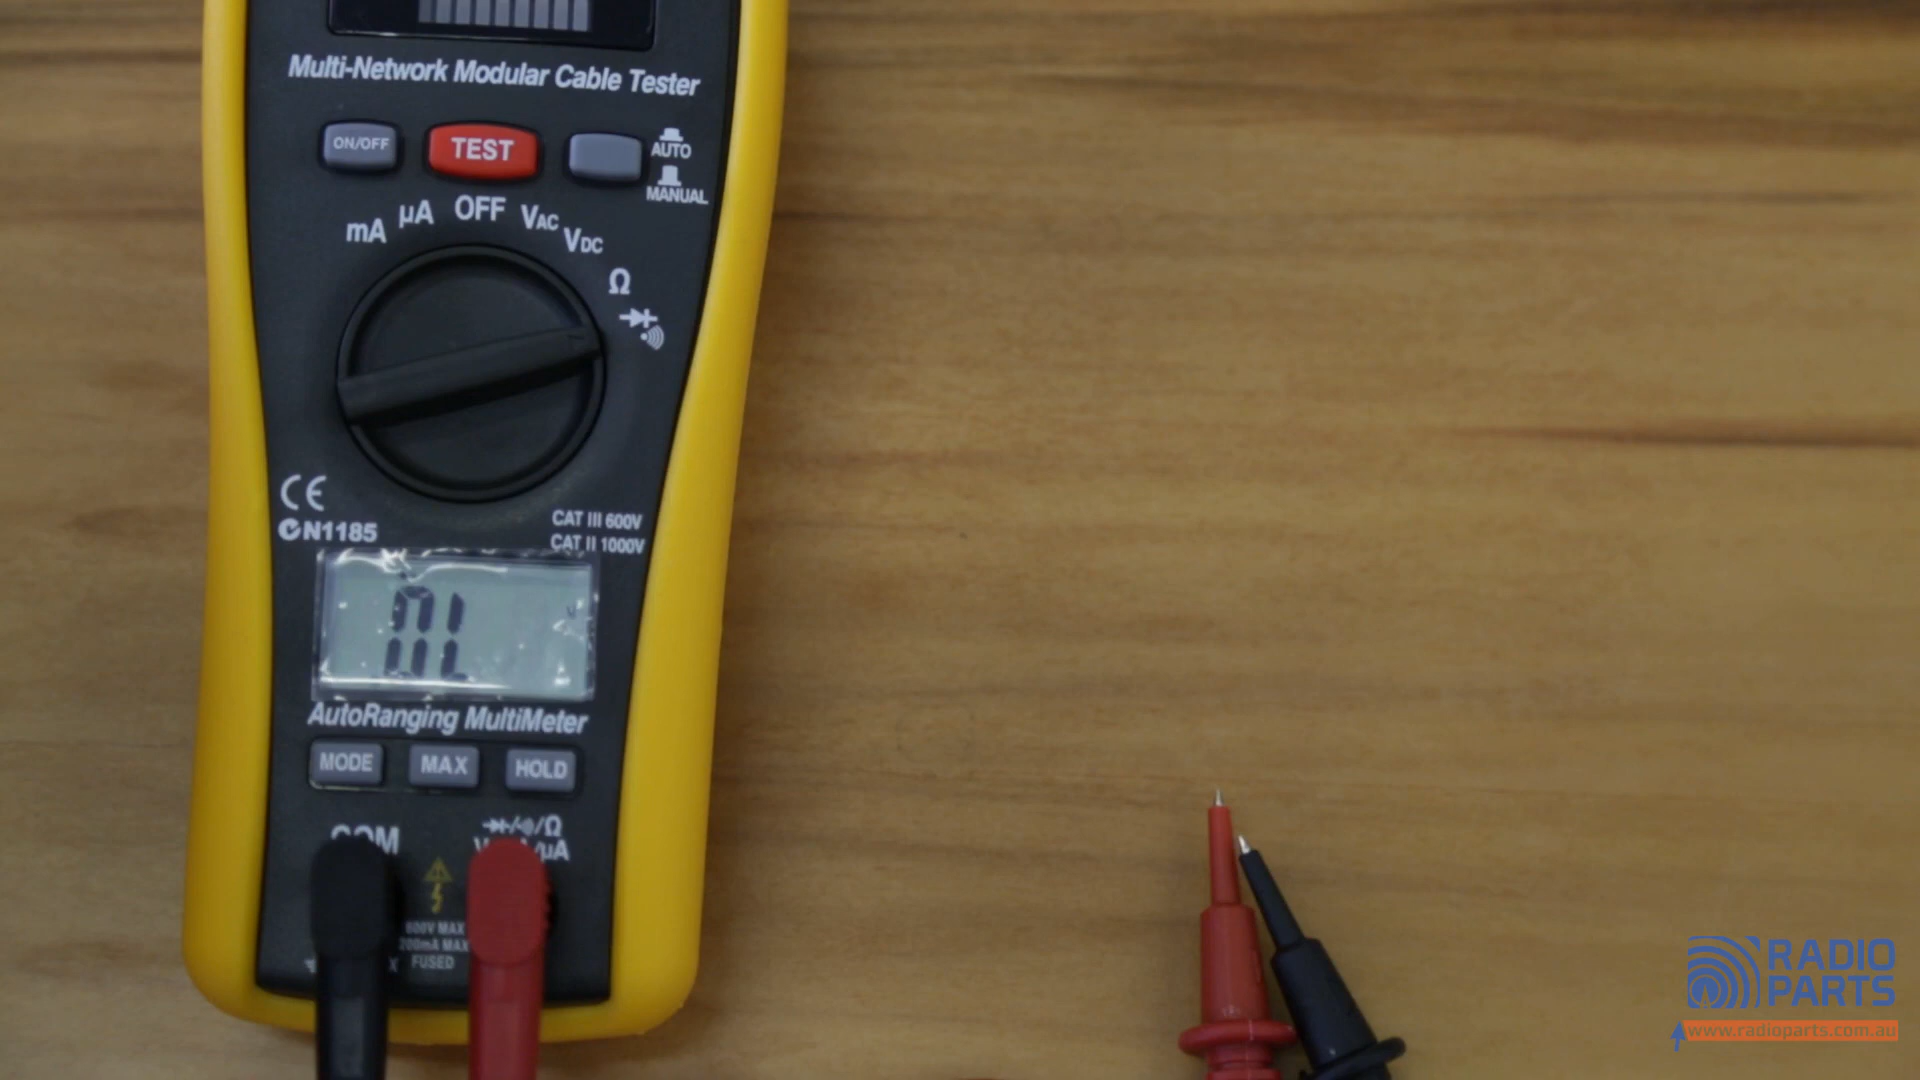 Multi-Network Modular Cable Tester
ON/OFF
TEST
AUTO
MANUAL
mA
µA
OFF
VAC
VDC
Ω
CE
N1185
CAT III 600V
CAT II 1000V
OL
AutoRanging MultiMeter
MODE
MAX
HOLD
COM
Ω
µA
600V MAX
200mA MAX
FUSED
RADIO
PARTS
www.radioparts.com.au